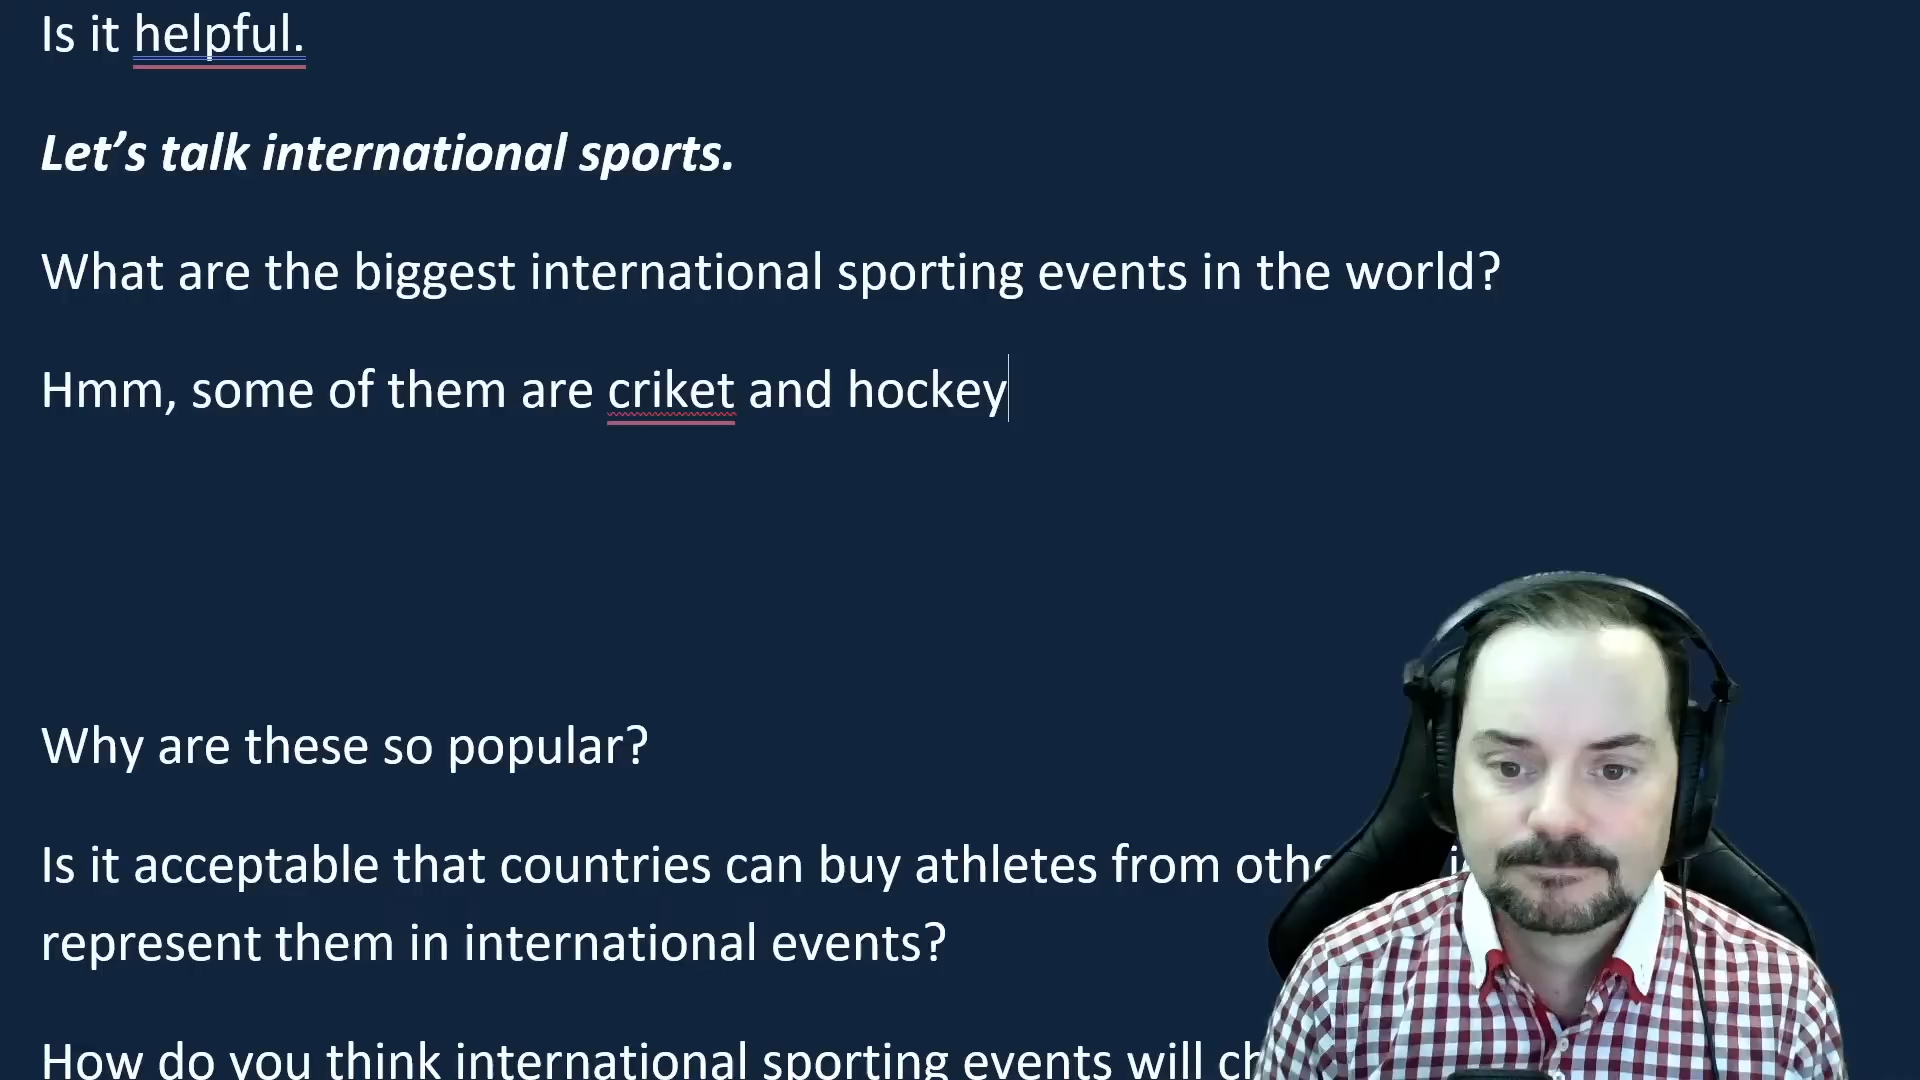 Is it helpful.
Let's talk international sports.
What are the biggest international sporting events in the world?
Hmm, some of them are criket and hockey
Why are these so popular?
Is it acceptable that countries can buy athletes from
represent them in international events?
How do you think international sporting events will